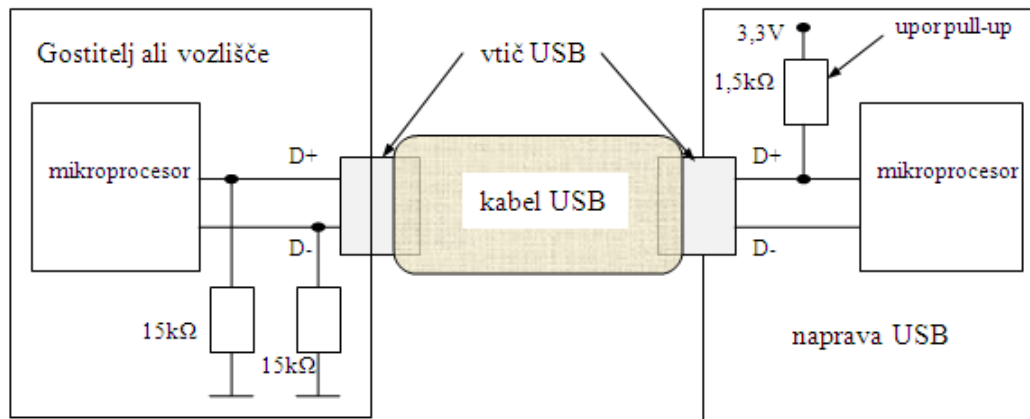 Gostitelj ali vozlišče
mikroprocesor
D+
D-
15kΩ
15kΩ
vtič USB
kabel USB
3,3V
upor pull-up
1,5kΩ
D+
D-
mikroprocesor
naprava USB